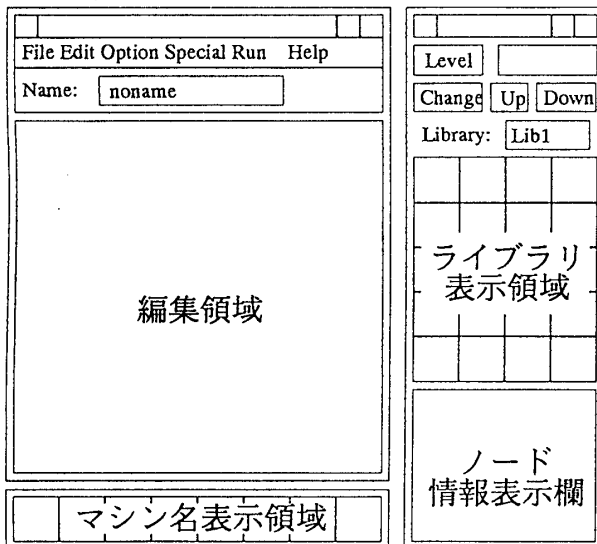 File Edit Option Special Run Help
Name: noname
編集領域
マシン名表示領域
Level
Change Up Down
Library: Lib1
ライブラリ
表示領域
ノード
情報表示欄